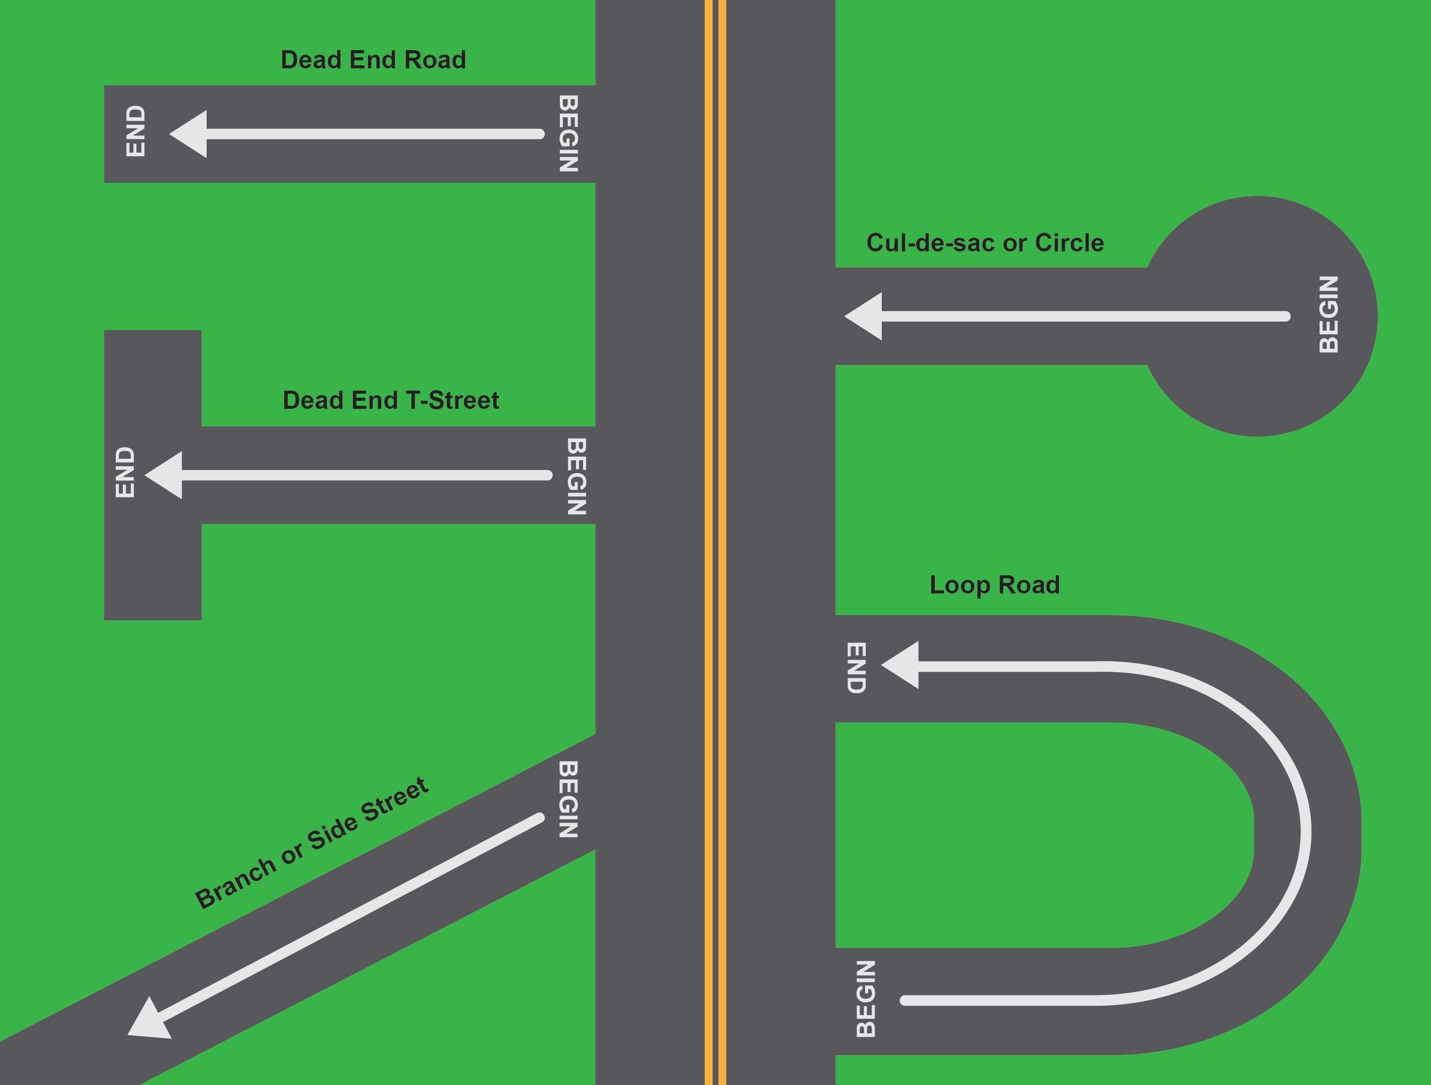 Dead End Road
END
BEGIN
Cul-de-sac or Circle
BEGIN
Dead End T-Street
END
BEGIN
Loop Road
END
BEGIN
Branch or Side Street
BEGIN